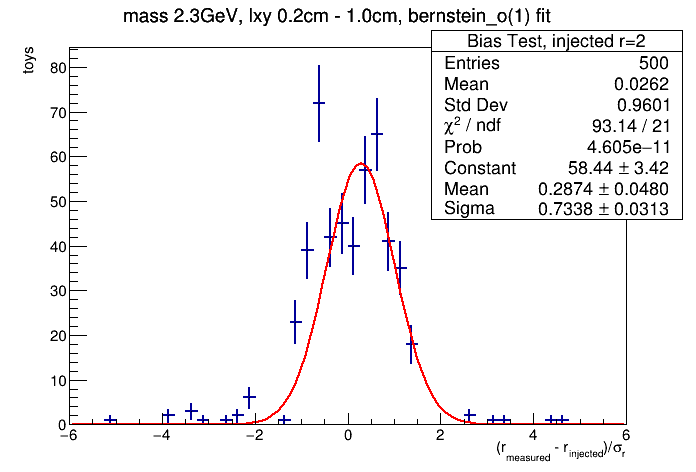 mass 2.3GeV, lxy 0.2cm - 1.0cm, bernstein_o(1) fit
Bias Test, injected r=2
Entries 500
Mean 0.0262
Std Dev 0.9601
χ² / ndf 93.14 / 21
Prob 4.605e−11
Constant 58.44 ± 3.42
Mean 0.2874 ± 0.0480
Sigma 0.7338 ± 0.0313
toys
80
70
60
50
40
30
20
10
0
−6 −4 −2 0 2 4 6
(r_measured - r_injected)/σ_r